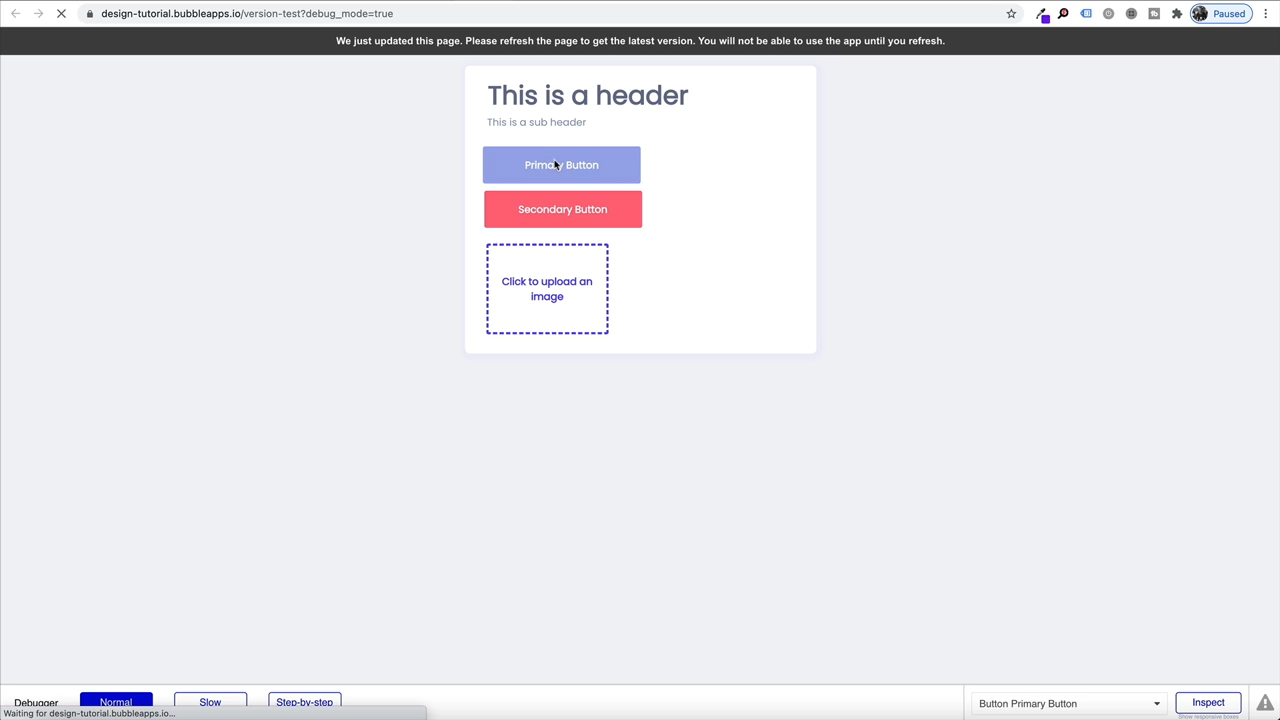 design-tutorial.bubbleapps.io/version-test?debug_mode=true
Paused
We just updated this page. Please refresh the page to get the latest version. You will not be able to use the app until you refresh.
This is a header
This is a sub header
Primary Button
Secondary Button
Click to upload an
image
Debugger
Normal
Slow
Step-by-step
Button Primary Button
Inspect
Show responsive boxes
Waiting for design-tutorial.bubbleapps.io...